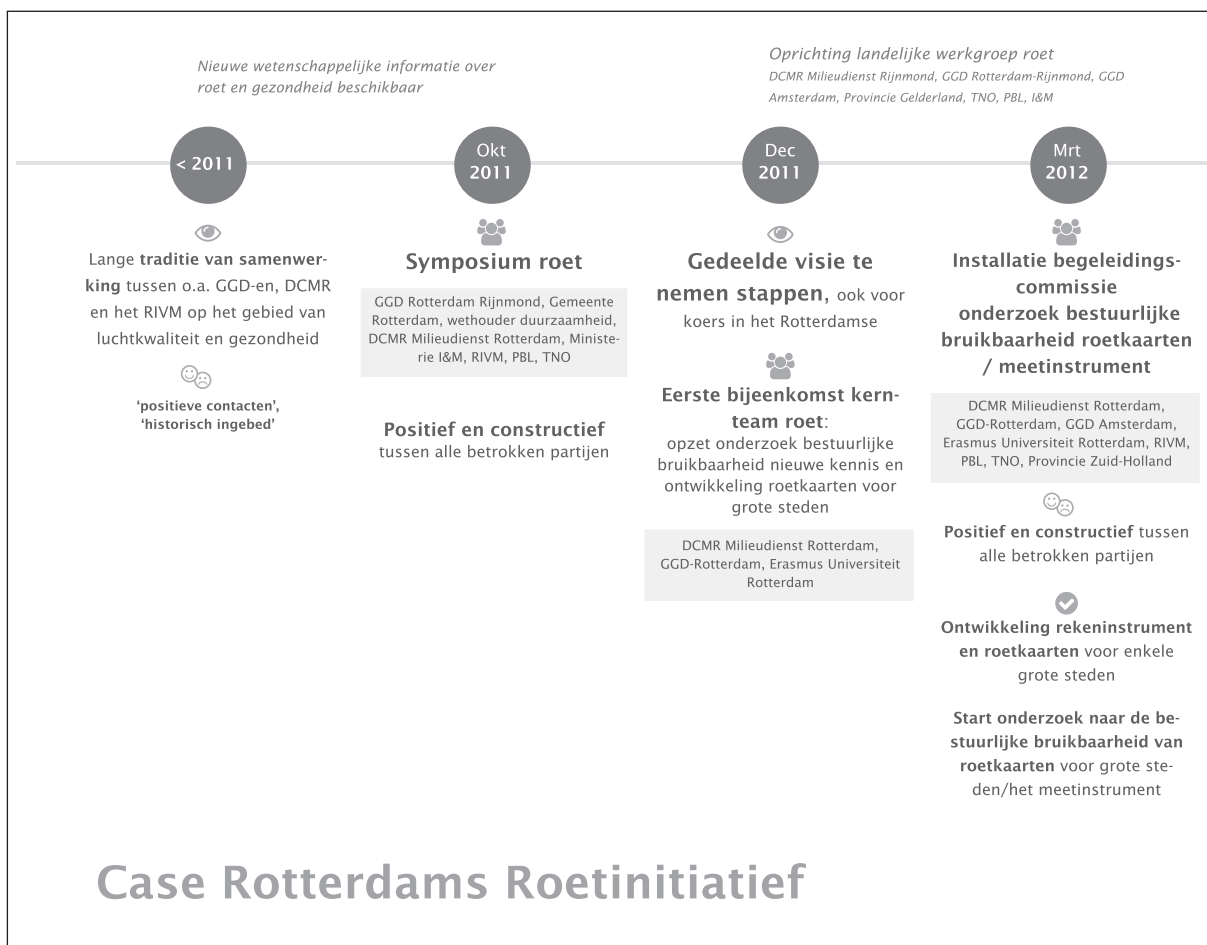 Nieuwe wetenschappelijke informatie over
roet en gezondheid beschikbaar
Oprichting landelijke werkgroep roet
DCMR Milieudienst Rijnmond, GGD Rotterdam-Rijnmond, GGD
Amsterdam, Provincie Gelderland, TNO, PBL, I&M
< 2011
Lange traditie van samenwer-
king tussen o.a. GGD-en, DCMR
en het RIVM op het gebied van
luchtkwaliteit en gezondheid
'positieve contacten',
'historisch ingebed'
Okt
2011
Symposium roet
GGD Rotterdam Rijnmond, Gemeente
Rotterdam, wethouder duurzaamheid,
DCMR Milieudienst Rotterdam, Ministe-
rie I&M, RIVM, PBL, TNO
Positief en constructief
tussen alle betrokken partijen
Dec
2011
Gedeelde visie te
nemen stappen, ook voor
koers in het Rotterdamse
Eerste bijeenkomst kern-
team roet:
opzet onderzoek bestuurlijke
bruikbaarheid nieuwe kennis en
ontwikkeling roetkaarten voor
grote steden
DCMR Milieudienst Rotterdam,
GGD-Rotterdam, Erasmus Universiteit
Rotterdam
Mrt
2012
Installatie begeleidings-
commissie
onderzoek bestuurlijke
bruikbaarheid roetkaarten
/ meetinstrument
DCMR Milieudienst Rotterdam,
GGD-Rotterdam, GGD Amsterdam,
Erasmus Universiteit Rotterdam, RIVM,
PBL, TNO, Provincie Zuid-Holland
Positief en constructief tussen
alle betrokken partijen
Ontwikkeling rekeninstrument
en roetkaarten voor enkele
grote steden
Start onderzoek naar de be-
stuurlijke bruikbaarheid van
roetkaarten voor grote ste-
den/het meetinstrument
Case Rotterdams Roetinitiatief